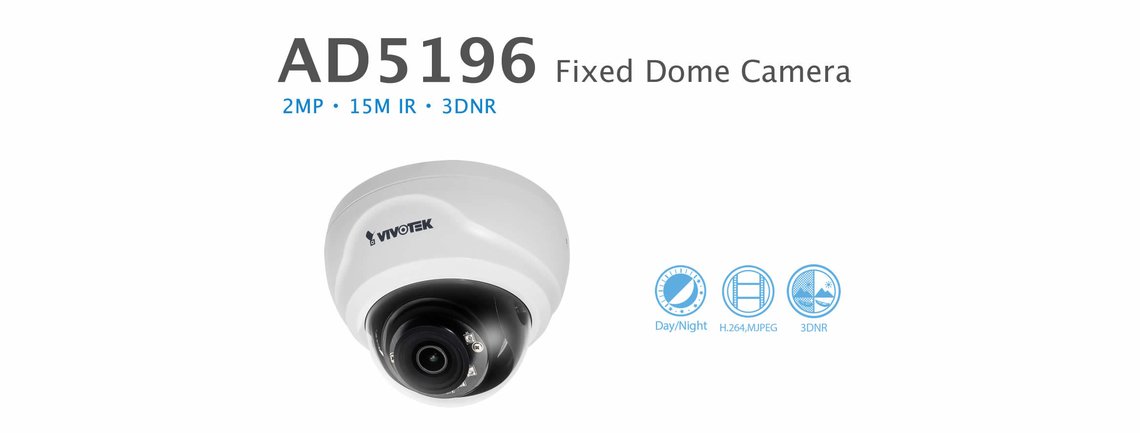 AD5196 Fixed Dome Camera
2MP • 15M IR • 3DNR
VIVOTEK
Day/Night
H.264,MJPEG
3DNR